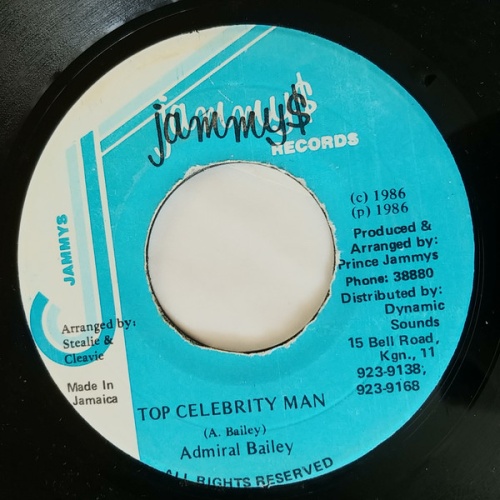 jammy$
RECORDS
JAMMYS
(c) 1986
(p) 1986
Produced &
Arranged by:
Prince Jammys
Phone: 38880
Distributed by:
Dynamic
Sounds
15 Bell Road,
Kgn., 11
923-9138,
923-9168
Arranged by:
Stealie &
Cleavie
Made In
Jamaica
TOP CELEBRITY MAN
(A. Bailey)
Admiral Bailey
ALL RIGHTS RESERVED